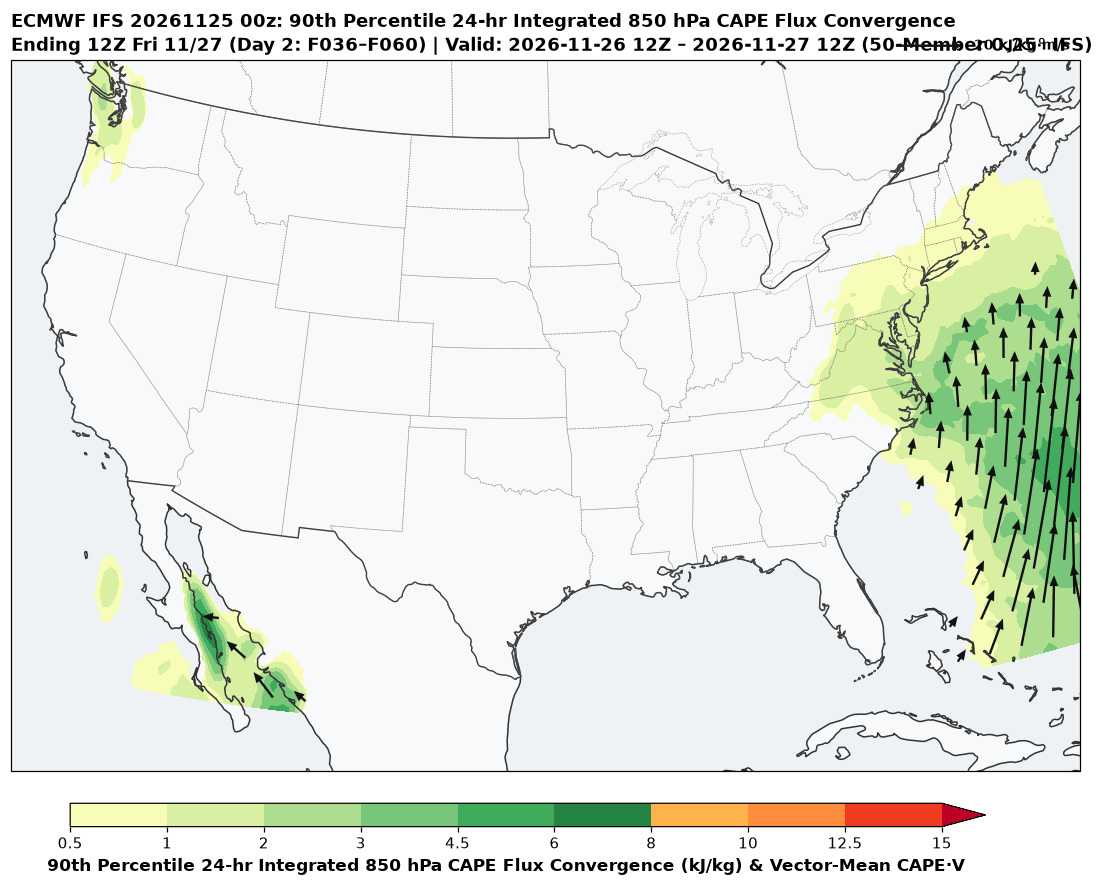 ECMWF IFS 20261125 00z: 90th Percentile 24-hr Integrated 850 hPa CAPE Flux Convergence
Ending 12Z Fri 11/27 (Day 2: F036–F060) | Valid: 2026-11-26 12Z – 2026-11-27 12Z (50-Member 0.25° IFS)
0.5 1 2 3 4.5 6 8 10 12.5 15
90th Percentile 24-hr Integrated 850 hPa CAPE Flux Convergence (kJ/kg) & Vector-Mean CAPE·V